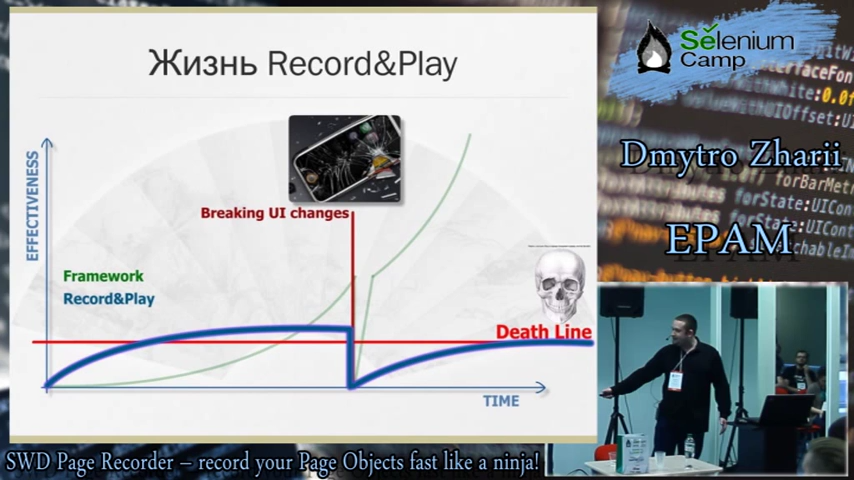 Жизнь Record&Play
EFFECTIVENESS
Breaking UI changes
Framework
Record&Play
Death Line
TIME
Selenium
Camp
Dmytro Zharii
EPAM
SWD Page Recorder – record your Page Objects fast like a ninja!